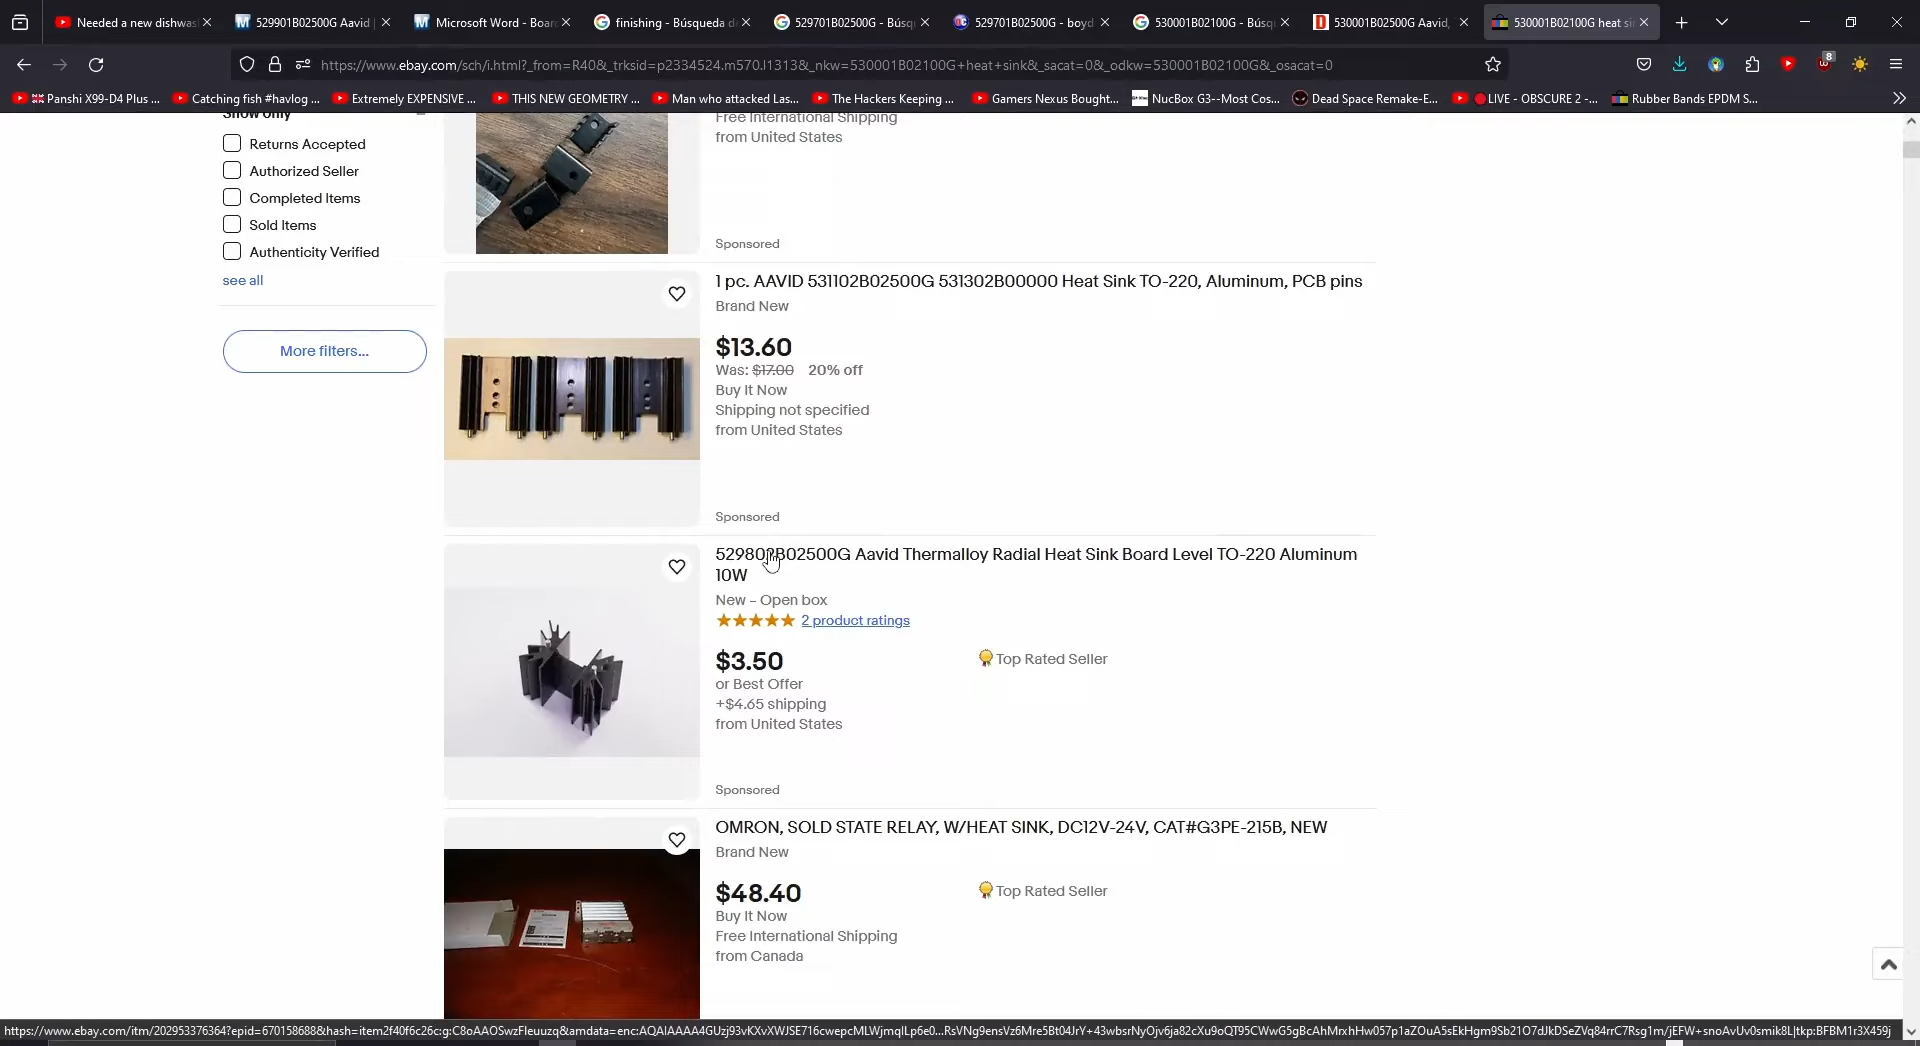 Needed a new dishwas
529901B02500G Aavid |
Microsoft Word - Boar
finishing - Búsqueda d
529701B02500G - Búsq
529701B02500G - boyd
530001B02100G - Búsq
530001B02500G Aavid,
530001B02100G heat si
https://www.ebay.com/sch/i.html?_from=R40&_trksid=p2334524.m570.l1313&_nkw=530001B02100G+heat+sink&_sacat=0&_odkw=530001B02100G&_osacat=0
8
Panshi X99-D4 Plus ...
Catching fish #havlog ...
Extremely EXPENSIVE ...
THIS NEW GEOMETRY ...
Man who attacked Las...
The Hackers Keeping ...
Gamers Nexus Bought...
NucBox G3--Most Cos...
Dead Space Remake-E...
LIVE - OBSCURE 2 -...
Rubber Bands EPDM S...
Show only
Returns Accepted
Authorized Seller
Completed Items
Sold Items
Authenticity Verified
see all
More filters...
Free International Shipping
from United States
Sponsored
1 pc. AAVID 531102B02500G 531302B00000 Heat Sink TO-220, Aluminum, PCB pins
Brand New
$13.60
Was: $17.00 20% off
Buy It Now
Shipping not specified
from United States
Sponsored
Aavid Thermalloy Radial Heat Sink Board Level TO-220 Aluminum
10W
New – Open box
2 product ratings
$3.50
Top Rated Seller
or Best Offer
+$4.65 shipping
from United States
Sponsored
OMRON, SOLD STATE RELAY, W/HEAT SINK, DC12V-24V, CAT#G3PE-215B, NEW
Brand New
$48.40
Top Rated Seller
Buy It Now
Free International Shipping
from Canada